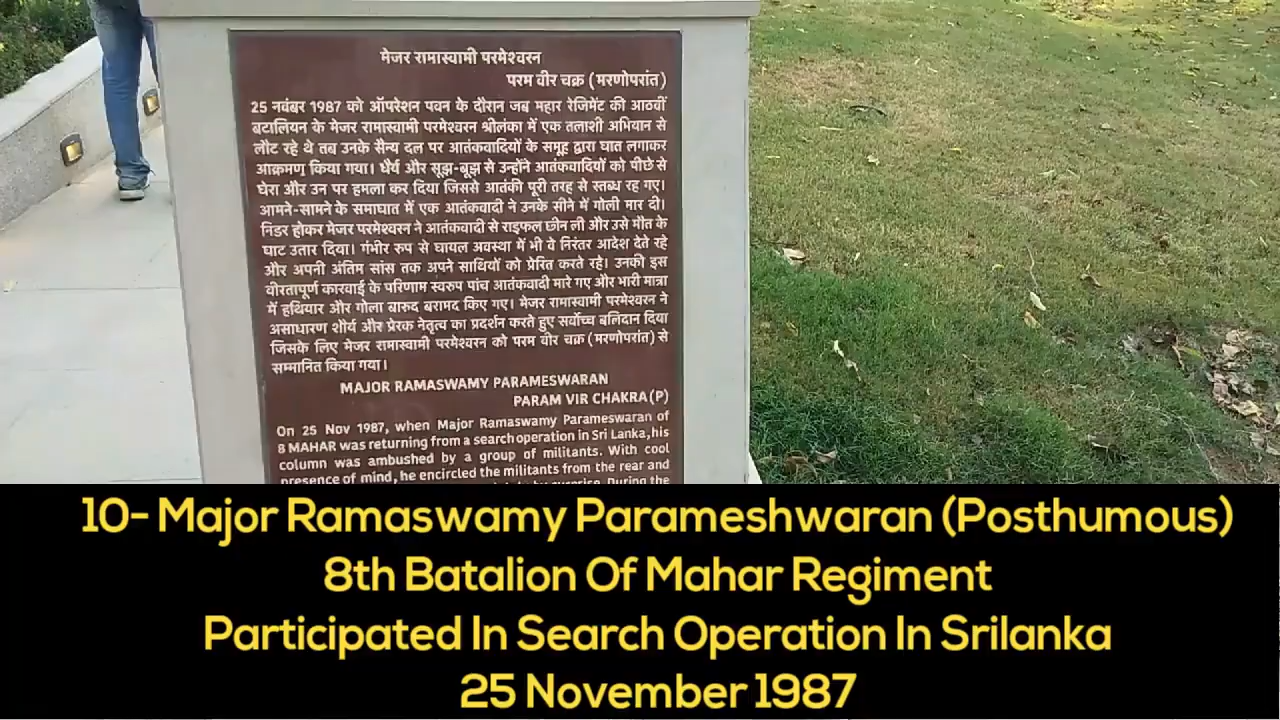 मेजर रामास्वामी परमेश्वरन
परम वीर चक्र (मरणोपरांत)
25 नवंबर 1987 को ऑपरेशन पवन के दौरान जब महार रेजिमेंट की आठवीं
बटालियन के मेजर रामास्वामी परमेश्वरन श्रीलंका में एक तलाशी अभियान से
लौट रहे थे तब उनके सैन्य दल पर आतंकवादियों के समूह द्वारा घात लगाकर
आक्रमण किया गया। धैर्य और सूझ-बूझ से उन्होंने आतंकवादियों को पीछे से
घेरा और उन पर हमला कर दिया जिससे आतंकी पूरी तरह से स्तब्ध रह गए।
आमने-सामने के समाघात में एक आतंकवादी ने उनके सीने में गोली मार दी।
निडर होकर मेजर परमेश्वरन ने आतंकवादी से राइफल छीन ली और उसे मौत के
घाट उतार दिया। गंभीर रुप से घायल अवस्था में भी वे निरंतर आदेश देते रहे
और अपनी अंतिम सांस तक अपने साथियों को प्रेरित करते रहे। उनकी इस
वीरतापूर्ण कारवाई के परिणाम स्वरुप पांच आतंकवादी मारे गए और भारी मात्रा
में हथियार और गोला बारुद बरामद किए गए। मेजर रामास्वामी परमेश्वरन ने
असाधारण शौर्य और प्रेरक नेतृत्व का प्रदर्शन करते हुए सर्वोच्च बलिदान दिया
जिसके लिए मेजर रामास्वामी परमेश्वरन को परम वीर चक्र (मरणोपरांत) से
सम्मानित किया गया।
MAJOR RAMASWAMY PARAMESWARAN
PARAM VIR CHAKRA (P)
On 25 Nov 1987, when Major Ramaswamy Parameswaran of
8 MAHAR was returning from a search operation in Sri Lanka, his
column was ambushed by a group of militants. With cool
presence of mind, he encircled the militants from the rear and
by surprise. During the
10- Major Ramaswamy Parameshwaran (Posthumous)
8th Batalion Of Mahar Regiment
Participated In Search Operation In Srilanka
25 November 1987